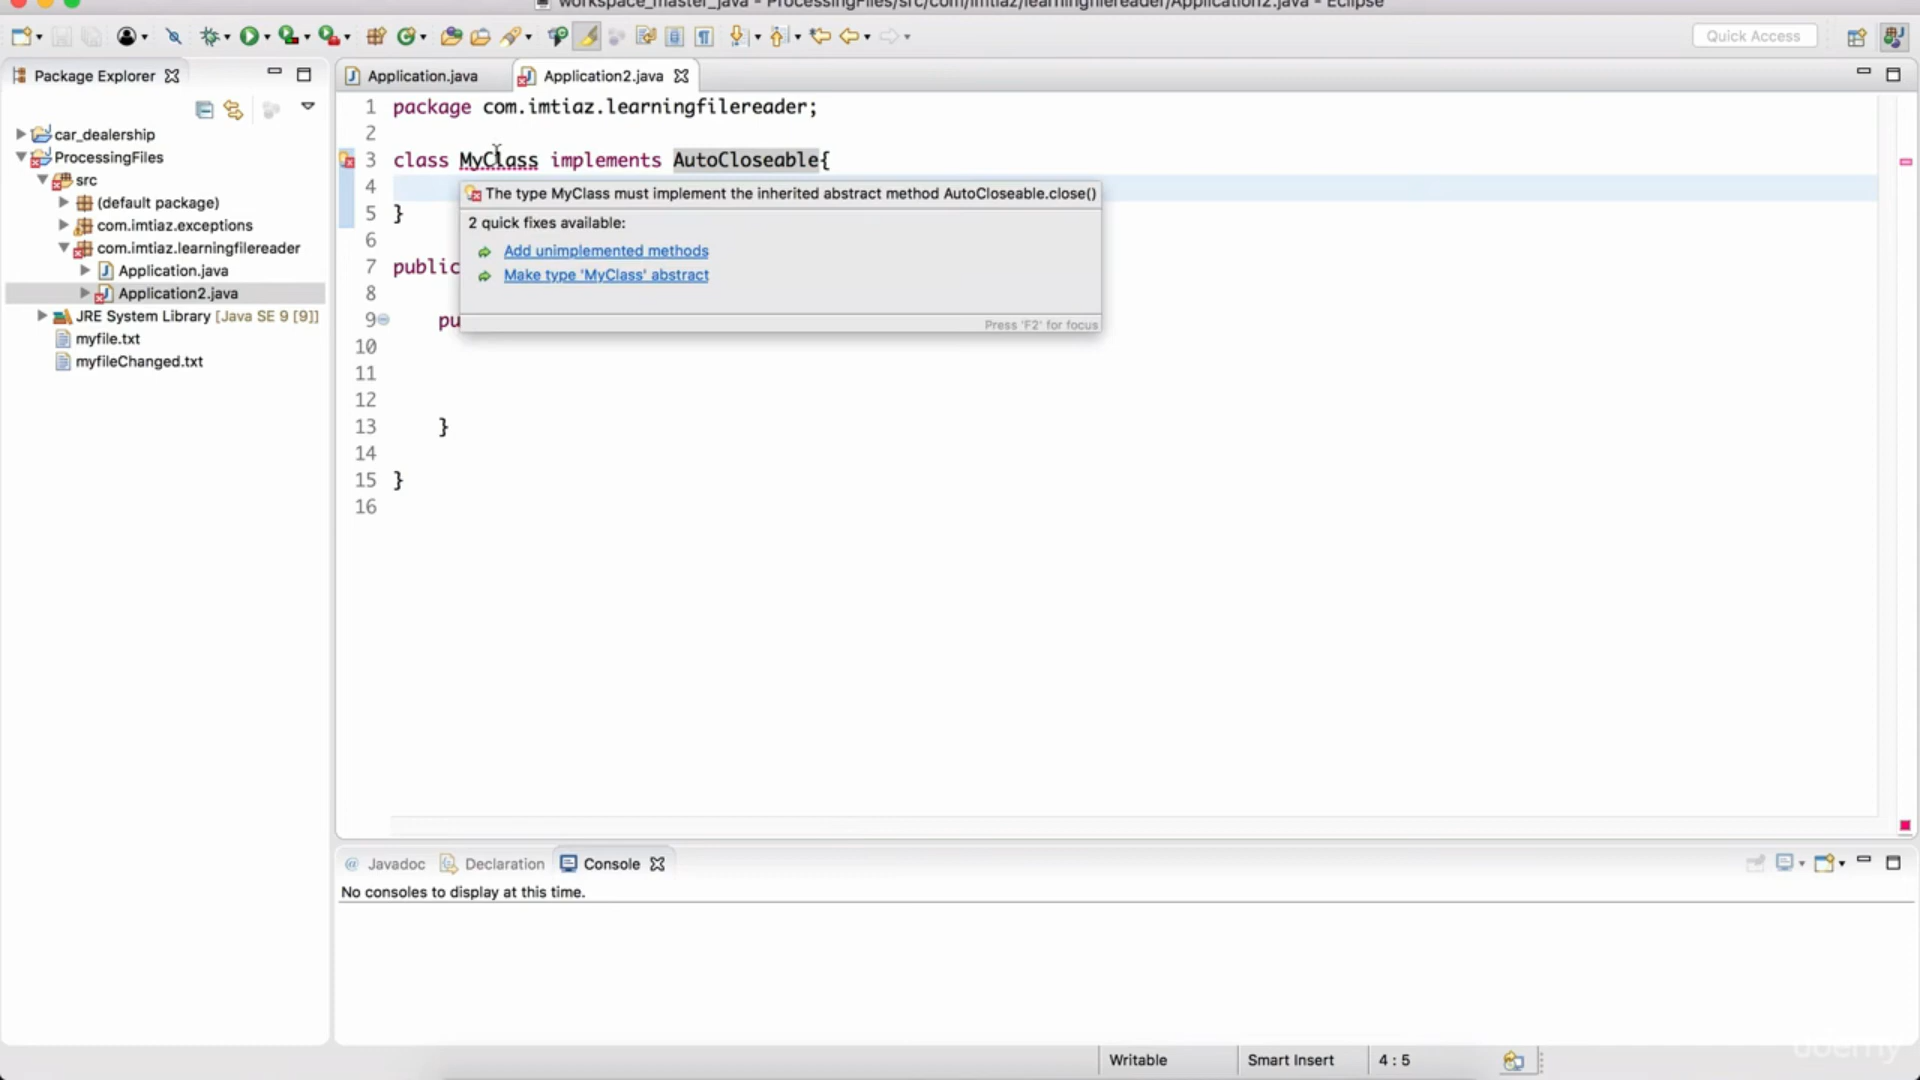 workspace_master_java - ProcessingFiles/src/com/imtiaz/learningfilereader/Application2.java - Eclipse
Quick Access
Package Explorer
car_dealership
ProcessingFiles
src
(default package)
com.imtiaz.exceptions
com.imtiaz.learningfilereader
Application.java
Application2.java
JRE System Library [Java SE 9 [9]]
myfile.txt
myfileChanged.txt
Application.java
Application2.java
1 package com.imtiaz.learningfilereader;
2
3 class MyClass implements AutoCloseable{
4
5 }
6
7 public
8
9 pu
10
11
12
13 }
14
15 }
16
The type MyClass must implement the inherited abstract method AutoCloseable.close()
2 quick fixes available:
Add unimplemented methods
Make type 'MyClass' abstract
Press 'F2' for focus
@ Javadoc
Declaration
Console
No consoles to display at this time.
Writable
Smart Insert
4 : 5
udemy